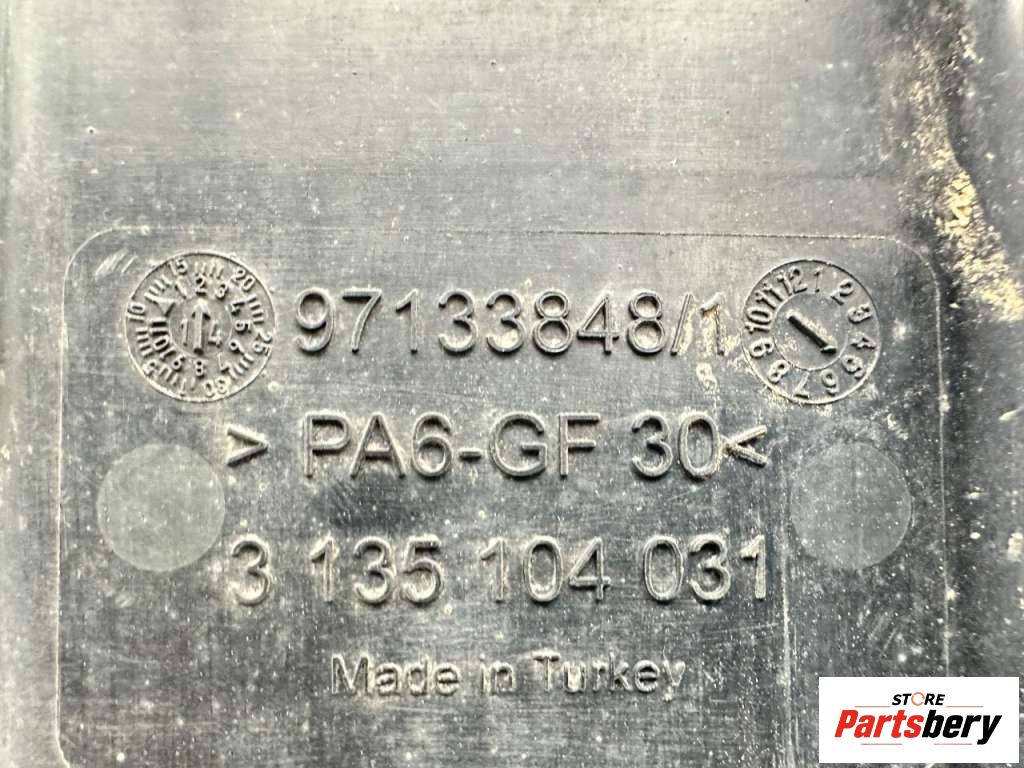 97133848/1
> PA6-GF 30<
3 135 104 031
Made in Turkey
STORE
Partsbery